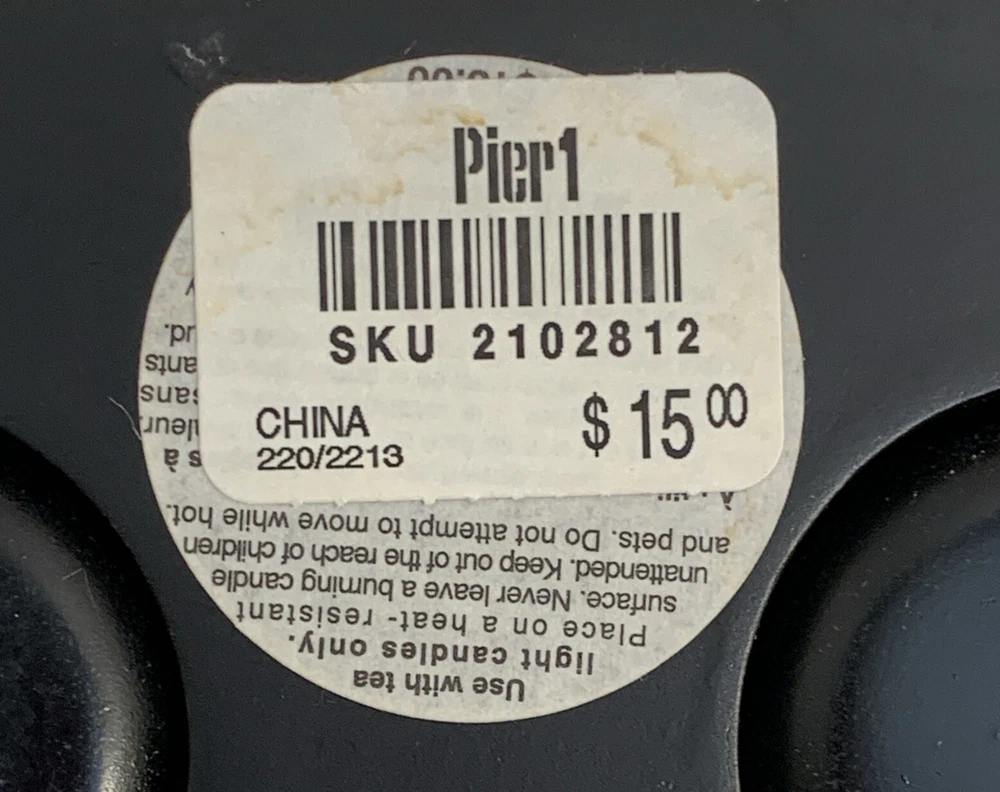 Pier1
SKU 2102812
CHINA
$ 15 00
220/2213
Use with tea
light candles only.
Place on a heat- resistant
surface. Never leave a burning candle
unattended. Keep out of the reach of children
and pets. Do not attempt to move while hot.